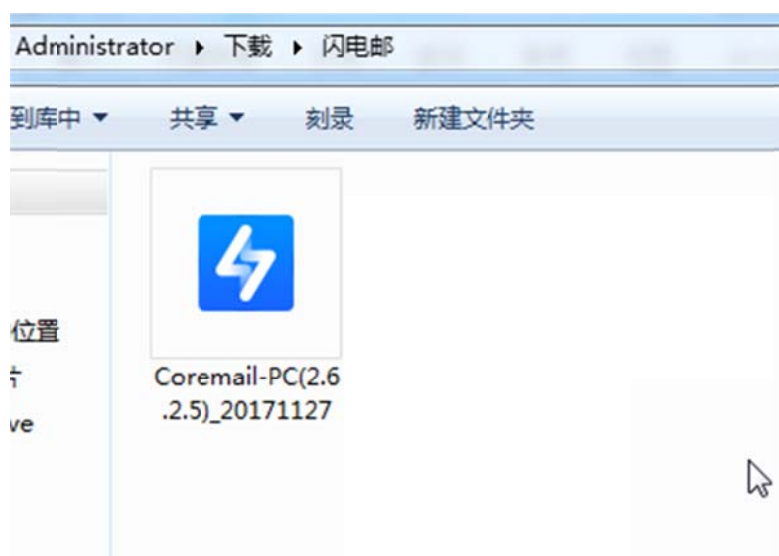 Administrator ▸ 下载 ▸ 闪电邮
到库中 ▾ 共享 ▾ 刻录 新建文件夹
位置
片
ve
Coremail-PC(2.6
.2.5)_20171127